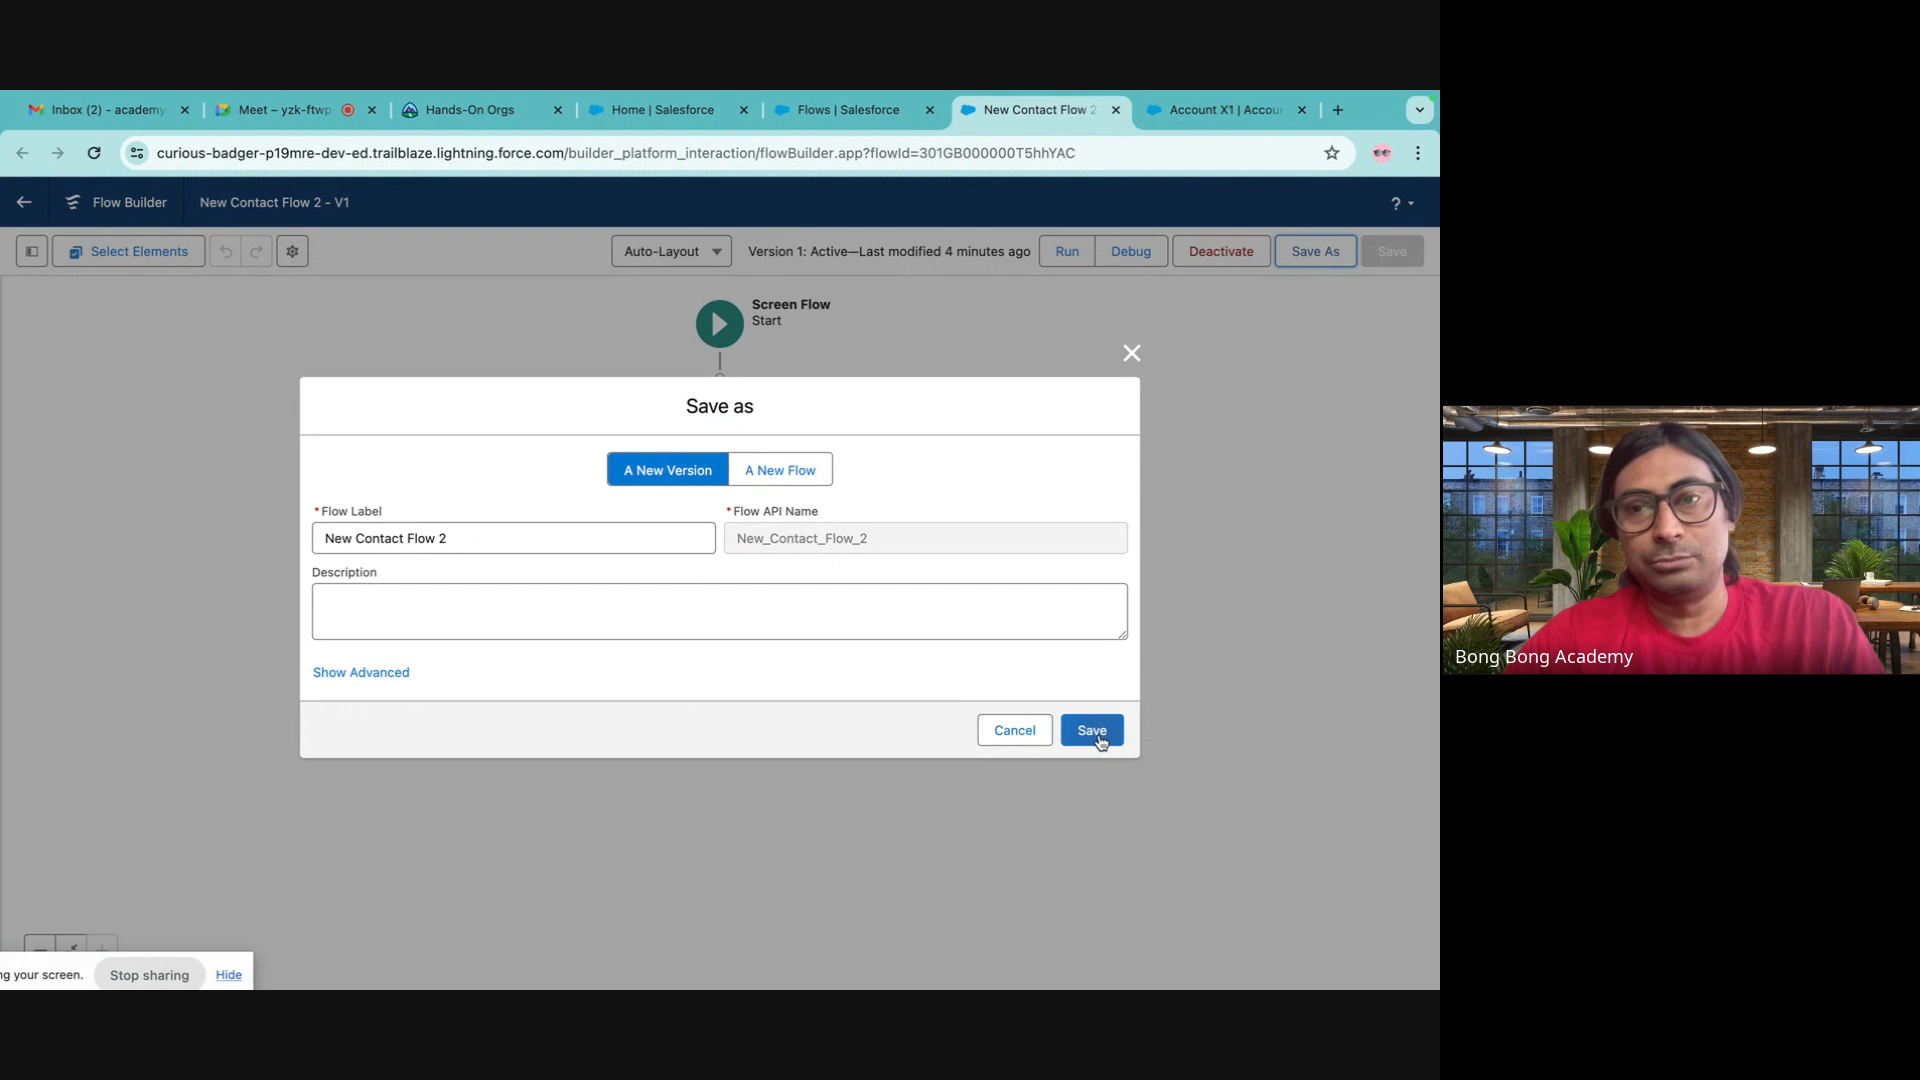 Inbox (2) - academy
Meet – yzk-ftwp
Hands-On Orgs
Home | Salesforce
Flows | Salesforce
New Contact Flow 2
Account X1 | Accou
curious-badger-p19mre-dev-ed.trailblaze.lightning.force.com/builder_platform_interaction/flowBuilder.app?flowId=301GB000000T5hhYAC
Flow Builder
New Contact Flow 2 - V1
?
Select Elements
Auto-Layout
Version 1: Active—Last modified 4 minutes ago
Run
Debug
Deactivate
Save As
Save
Screen Flow
Start
Save as
A New Version
A New Flow
* Flow Label
* Flow API Name
New Contact Flow 2
New_Contact_Flow_2
Description
Show Advanced
Cancel
Save
Bong Bong Academy
ng your screen.
Stop sharing
Hide